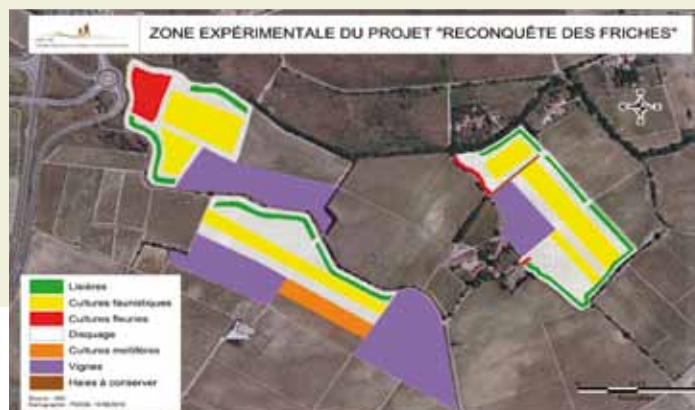 ZONE EXPÉRIMENTALE DU PROJET "RECONQUÊTE DES FRICHES"
Lisières
Cultures faunistiques
Cultures fleuries
Disquage
Cultures mellifères
Vignes
Haies à conserver